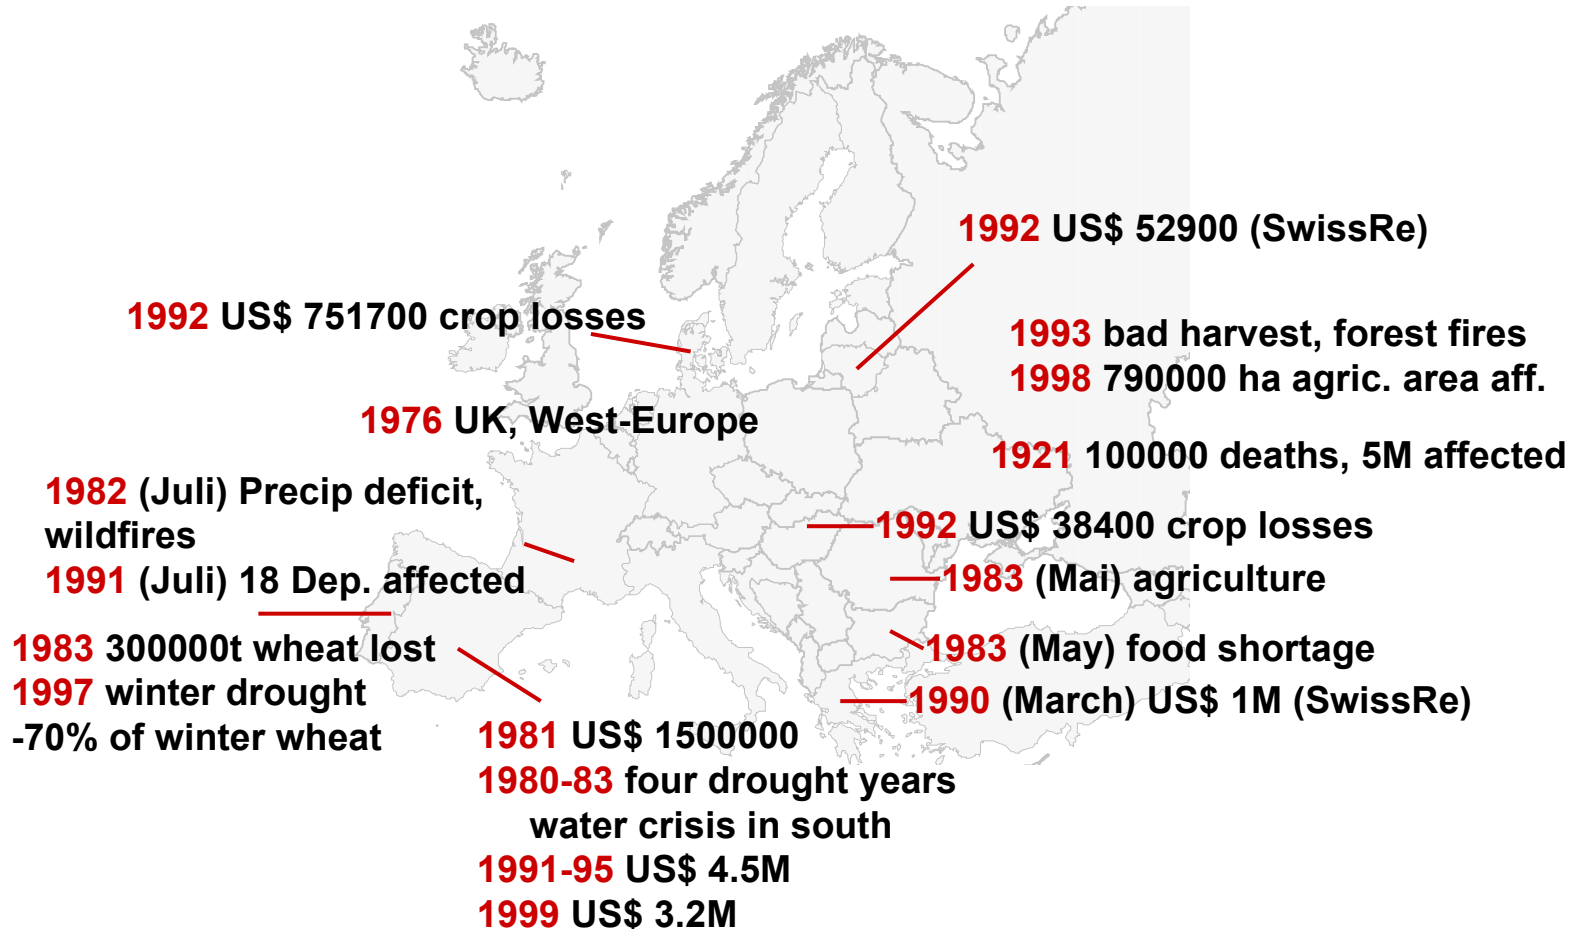 1992 US$ 52900 (SwissRe)
1992 US$ 751700 crop losses
1993 bad harvest, forest fires
1998 790000 ha agric. area aff.
1976 UK, West-Europe
1921 100000 deaths, 5M affected
1982 (Juli) Precip deficit,
wildfires
1991 (Juli) 18 Dep. affected
1992 US$ 38400 crop losses
1983 (Mai) agriculture
1983 300000t wheat lost
1997 winter drought
-70% of winter wheat
1983 (May) food shortage
1990 (March) US$ 1M (SwissRe)
1981 US$ 1500000
1980-83 four drought years
water crisis in south
1991-95 US$ 4.5M
1999 US$ 3.2M